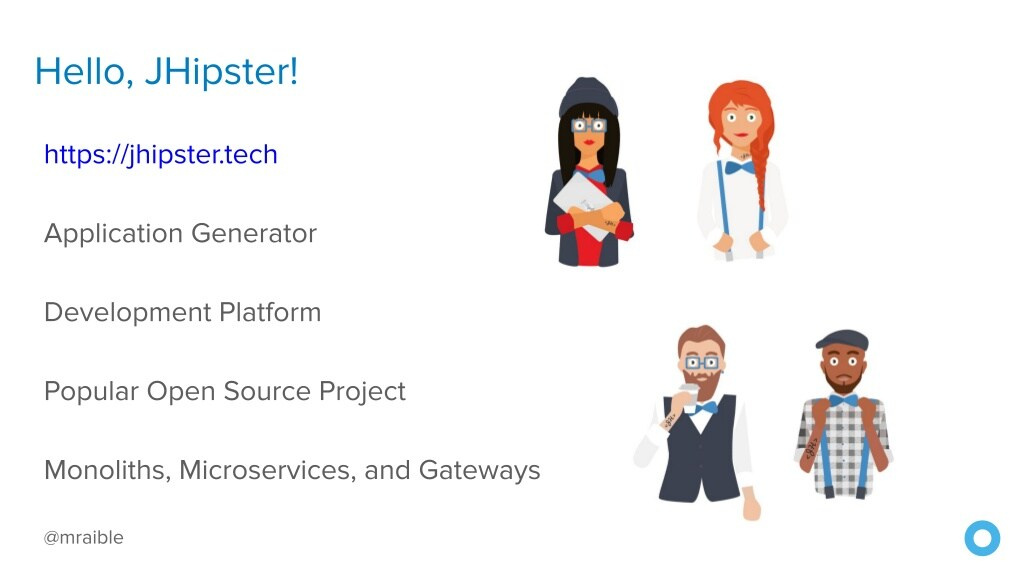 Hello, JHipster!
https://jhipster.tech
Application Generator
Development Platform
Popular Open Source Project
Monoliths, Microservices, and Gateways
@mraible